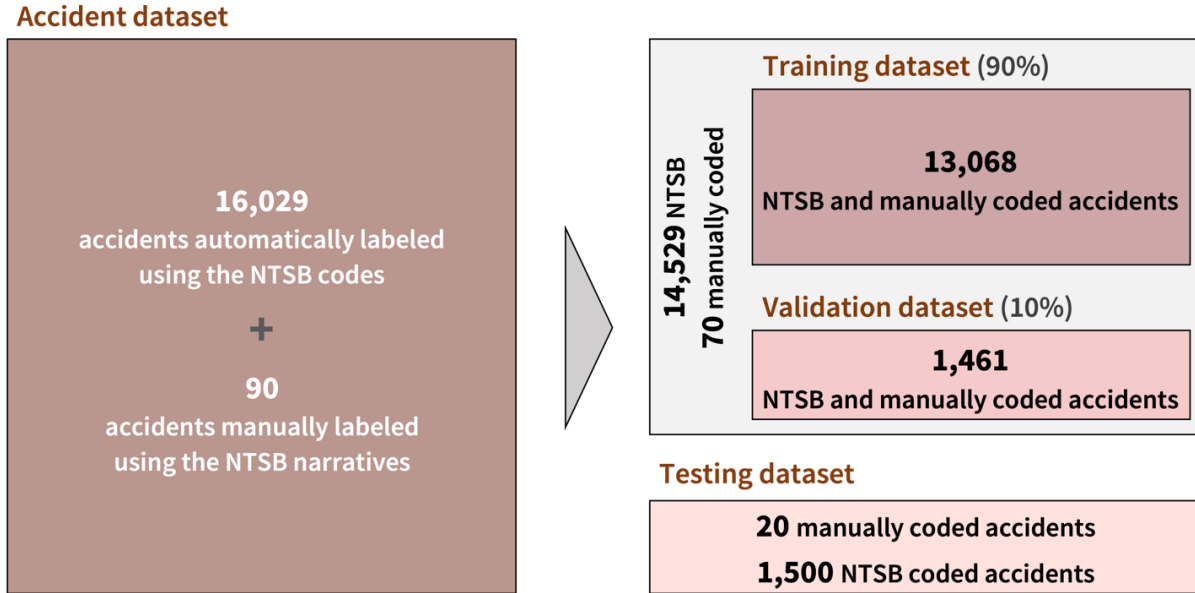 Accident dataset
16,029
accidents automatically labeled
using the NTSB codes
+
90
accidents manually labeled
using the NTSB narratives
14,529 NTSB
70 manually coded
Training dataset (90%)
13,068
NTSB and manually coded accidents
Validation dataset (10%)
1,461
NTSB and manually coded accidents
Testing dataset
20 manually coded accidents
1,500 NTSB coded accidents